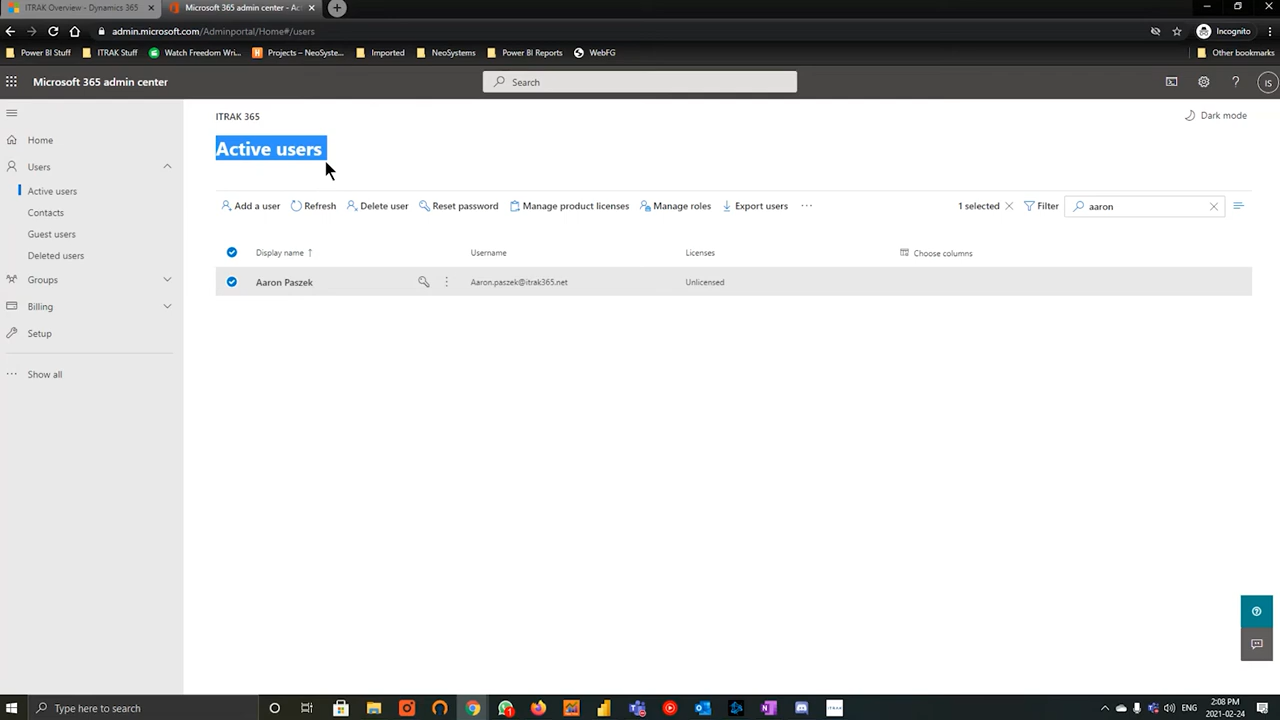 ITRAK Overview - Dynamics 365
Microsoft 365 admin center - Ac
admin.microsoft.com/Adminportal/Home#/users
Incognito
Power BI Stuff
ITRAK Stuff
Watch Freedom Wri...
Projects – NeoSyste...
Imported
NeoSystems
Power BI Reports
WebFG
Other bookmarks
Microsoft 365 admin center
Search
IS
Home
Users
Active users
Contacts
Guest users
Deleted users
Groups
Billing
Setup
Show all
ITRAK 365
Dark mode
Active users
Add a user
Refresh
Delete user
Reset password
Manage product licenses
Manage roles
Export users
1 selected
Filter
aaron
Display name ↑
Username
Licenses
Choose columns
Aaron Paszek
Aaron.paszek@itrak365.net
Unlicensed
Type here to search
ITRAK
ENG
2:08 PM
2021-02-24